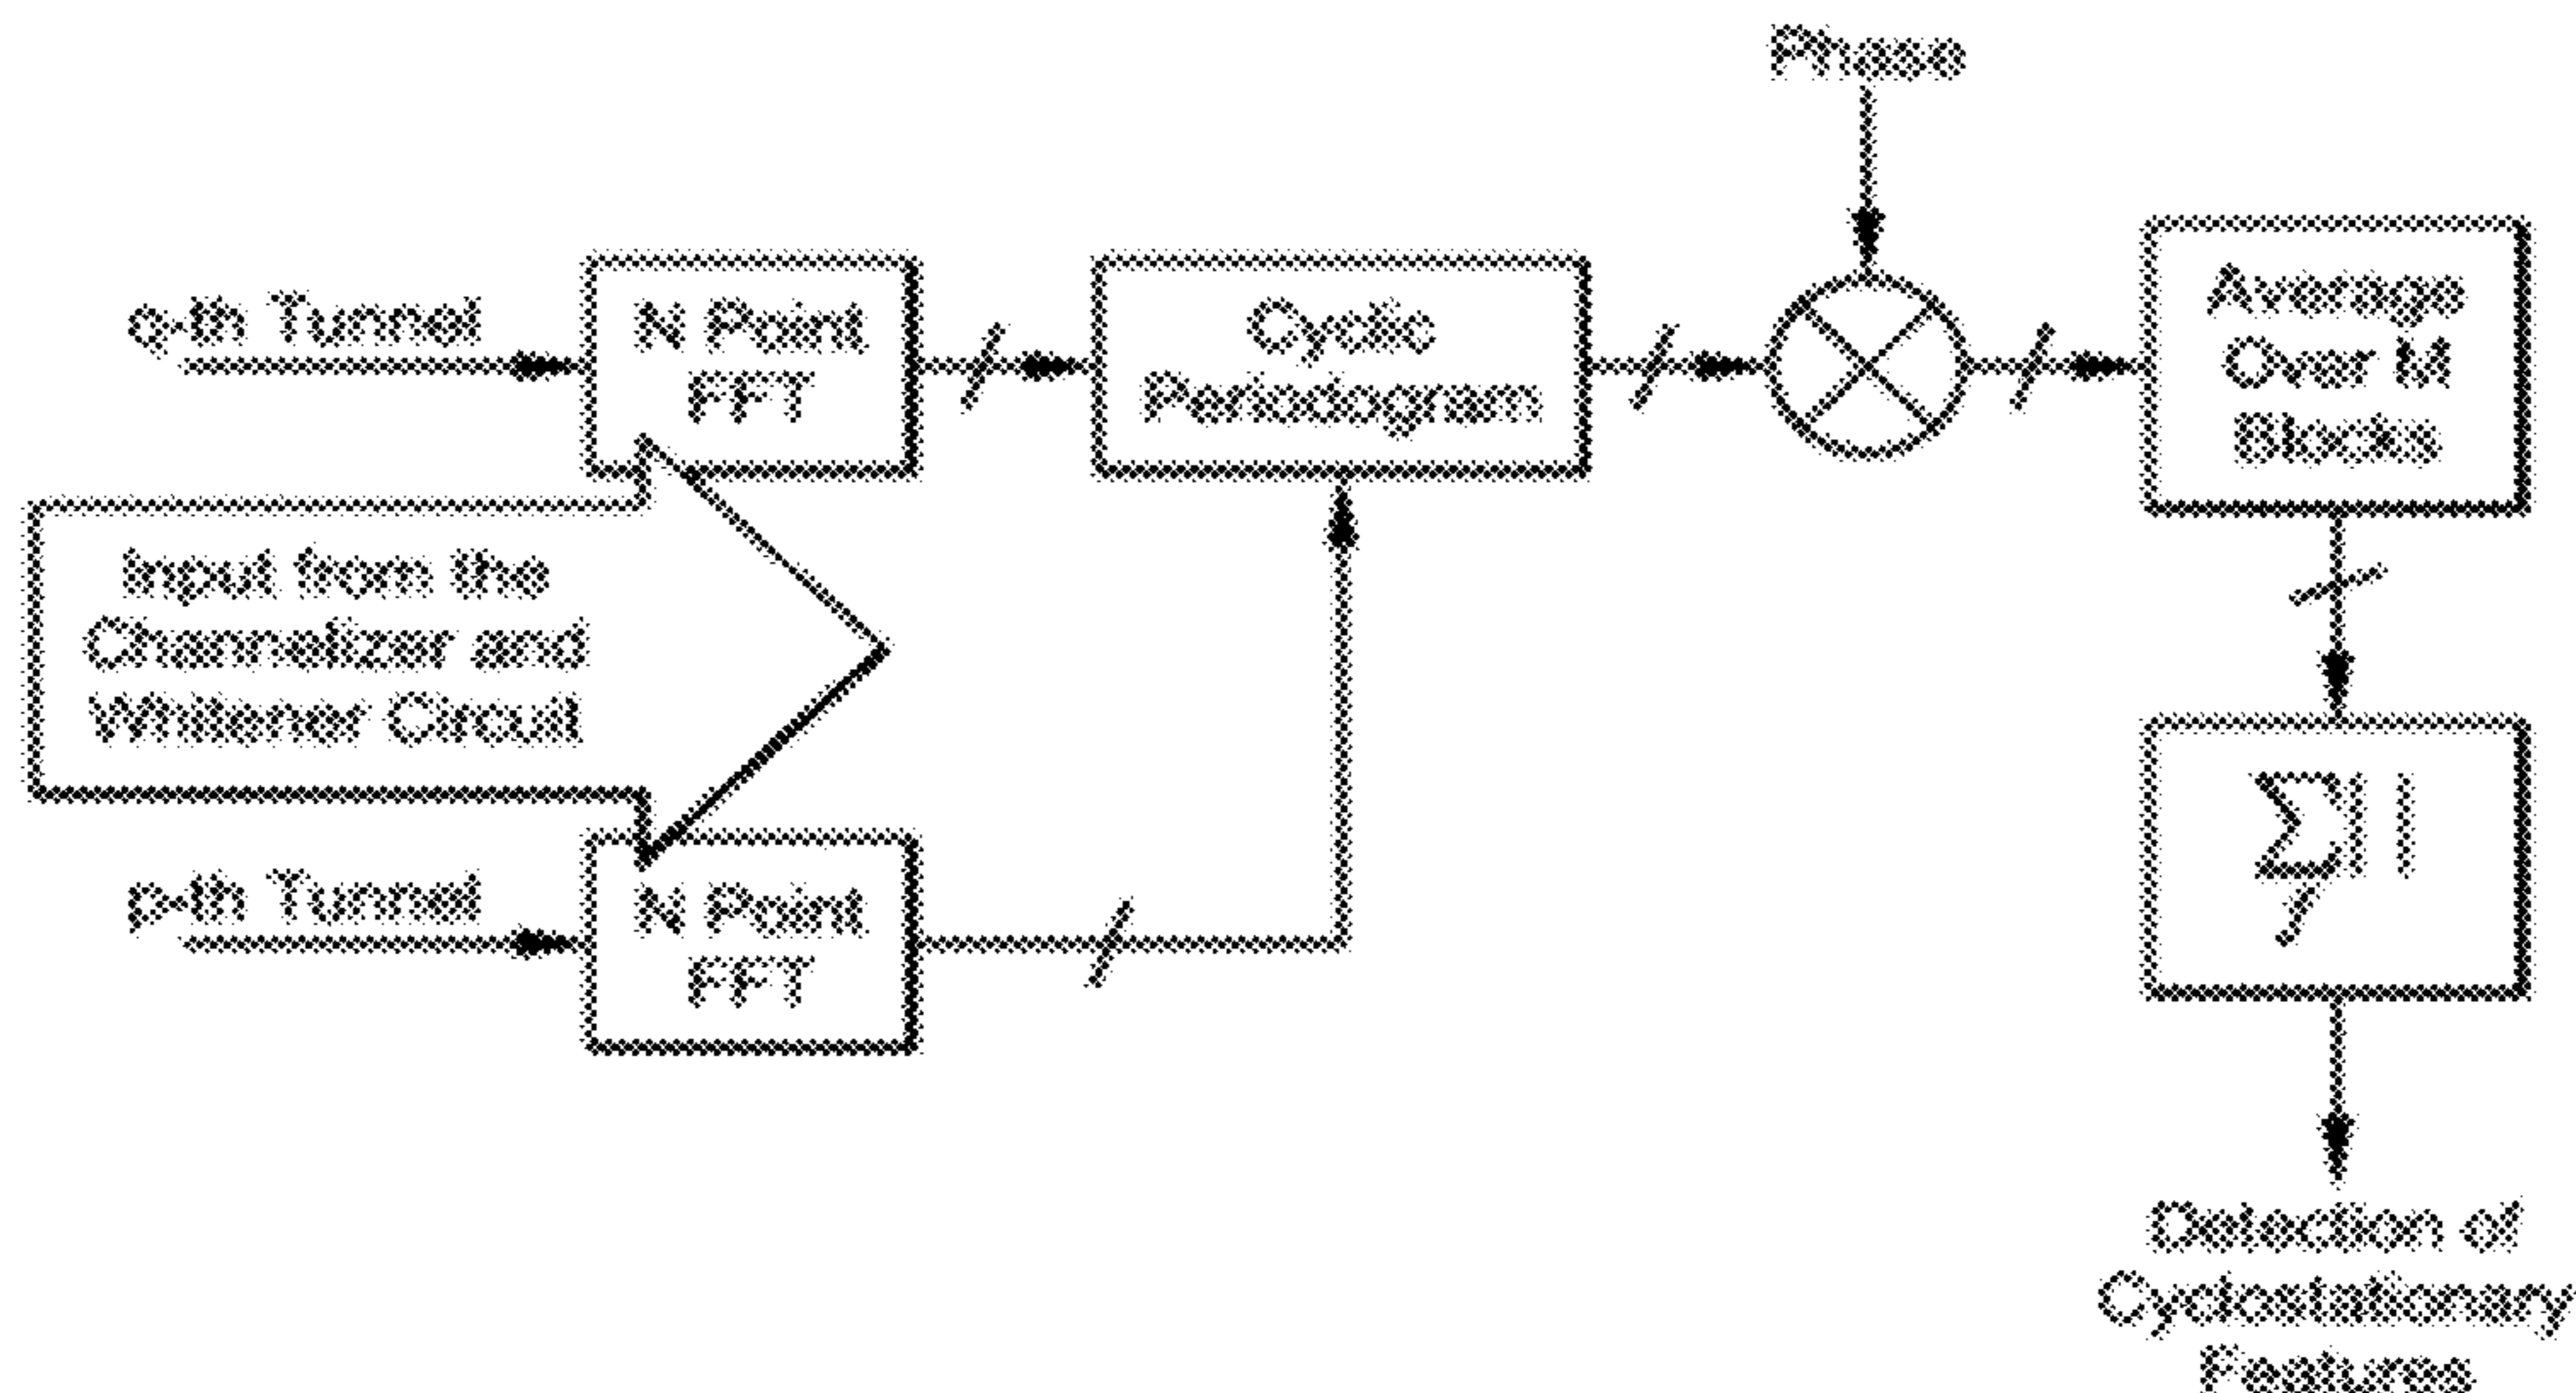 Phase
q-th Tunnel
N Point
FFT
Cyclic
Periodogram
Average
Over M
Blocks
Input from the
Channelizer and
Whitener Circuit
p-th Tunnel
N Point
FFT
∑| |
f
Detection of
Cyclostationary
Features